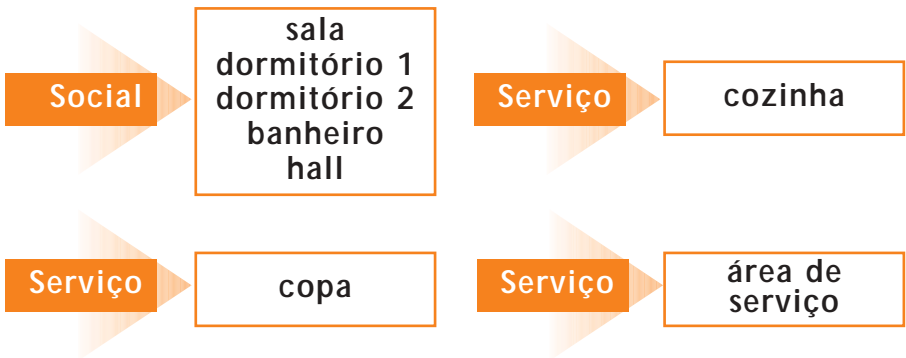 Social
sala
dormitório 1
dormitório 2
banheiro
hall
Serviço
cozinha
Serviço
copa
Serviço
área de
serviço